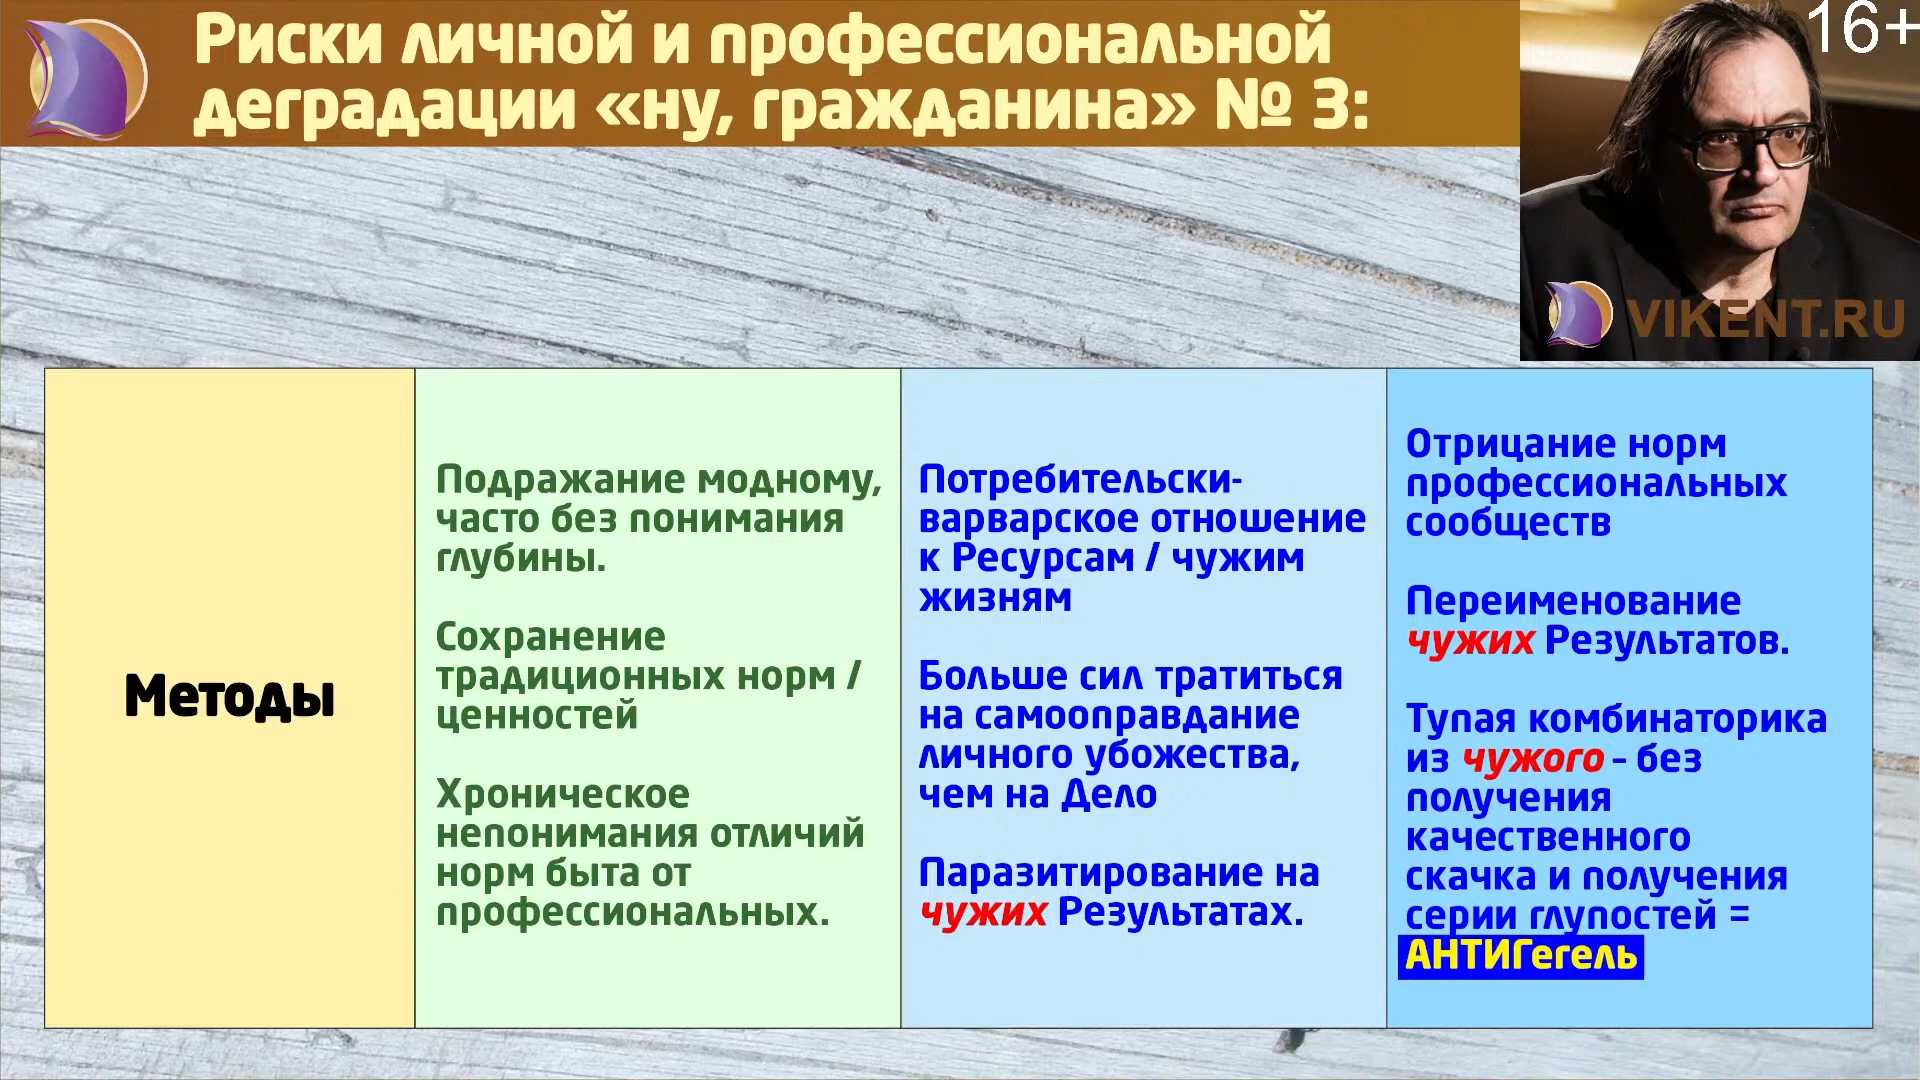 Риски личной и профессиональной
деградации «ну, гражданина» № 3:
16+
VIKENT.RU
Методы
Подражание модному,
часто без понимания
глубины.
Сохранение
традиционных норм /
ценностей
Хроническое
непонимания отличий
норм быта от
профессиональных.
Потребительски-
варварское отношение
к Ресурсам / чужим
жизням
Больше сил тратиться
на самооправдание
личного убожества,
чем на Дело
Паразитирование на
чужих Результатах.
Отрицание норм
профессиональных
сообществ
Переименование
чужих Результатов.
Тупая комбинаторика
из чужого – без
получения
качественного
скачка и получения
серии глупостей =
АНТИГегель